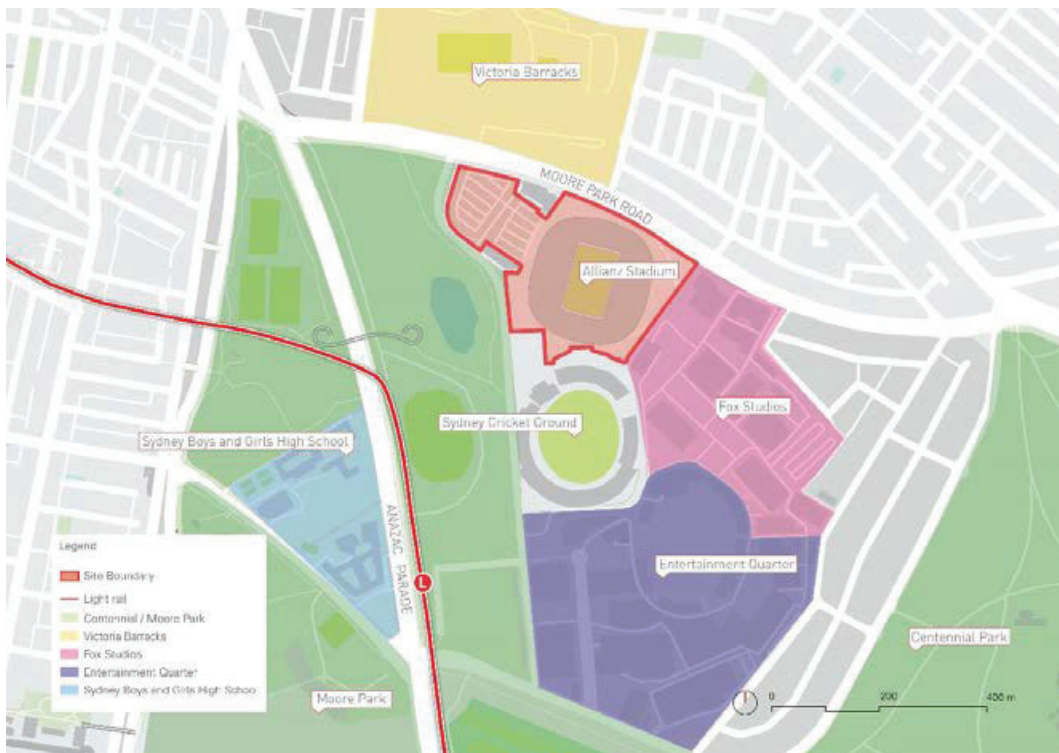 Victoria Barracks
MOORE PARK ROAD
Allianz Stadium
Fox Studios
Sydney Cricket Ground
Sydney Boys and Girls High School
ANAZAC PARADE
L
Entertainment Quarter
Centennial Park
Moore Park
Legend
Site Boundary
Light rail
Centennial / Moore Park
Victoria Barracks
Fox Studios
Entertainment Quarter
Sydney Boys and Girls High School
0 200 400 m